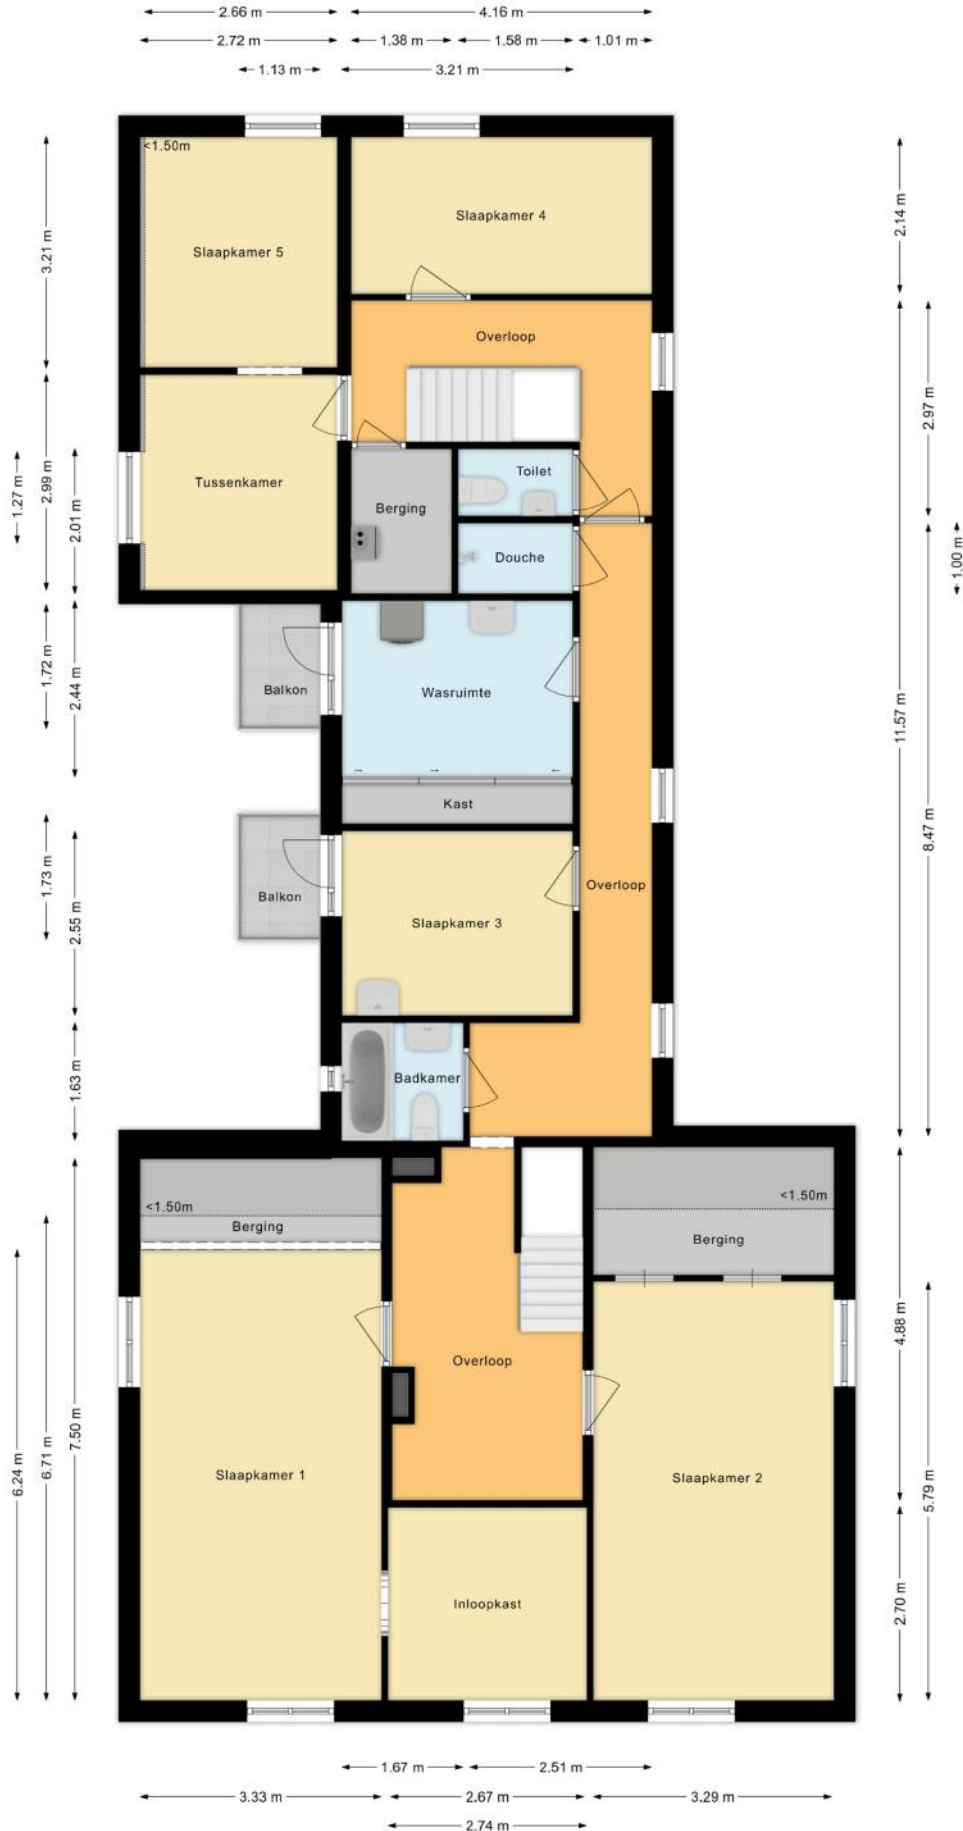 2.66 m
4.16 m
2.72 m
1.38 m
1.58 m
1.01 m
1.13 m
3.21 m
<1.50m
Slaapkamer 5
Slaapkamer 4
3.21 m
2.14 m
Overloop
2.97 m
Tussenkamer
Toilet
Berging
Douche
1.27 m
2.99 m
2.01 m
1.00 m
Balkon
Wasruimte
1.72 m
2.44 m
11.57 m
Kast
8.47 m
Balkon
Slaapkamer 3
Overloop
1.73 m
2.55 m
Badkamer
1.63 m
<1.50m
Berging
<1.50m
Berging
4.88 m
Overloop
Slaapkamer 1
Slaapkamer 2
6.24 m
6.71 m
7.50 m
5.79 m
Inloopkast
2.70 m
1.67 m
2.51 m
3.33 m
2.67 m
3.29 m
2.74 m